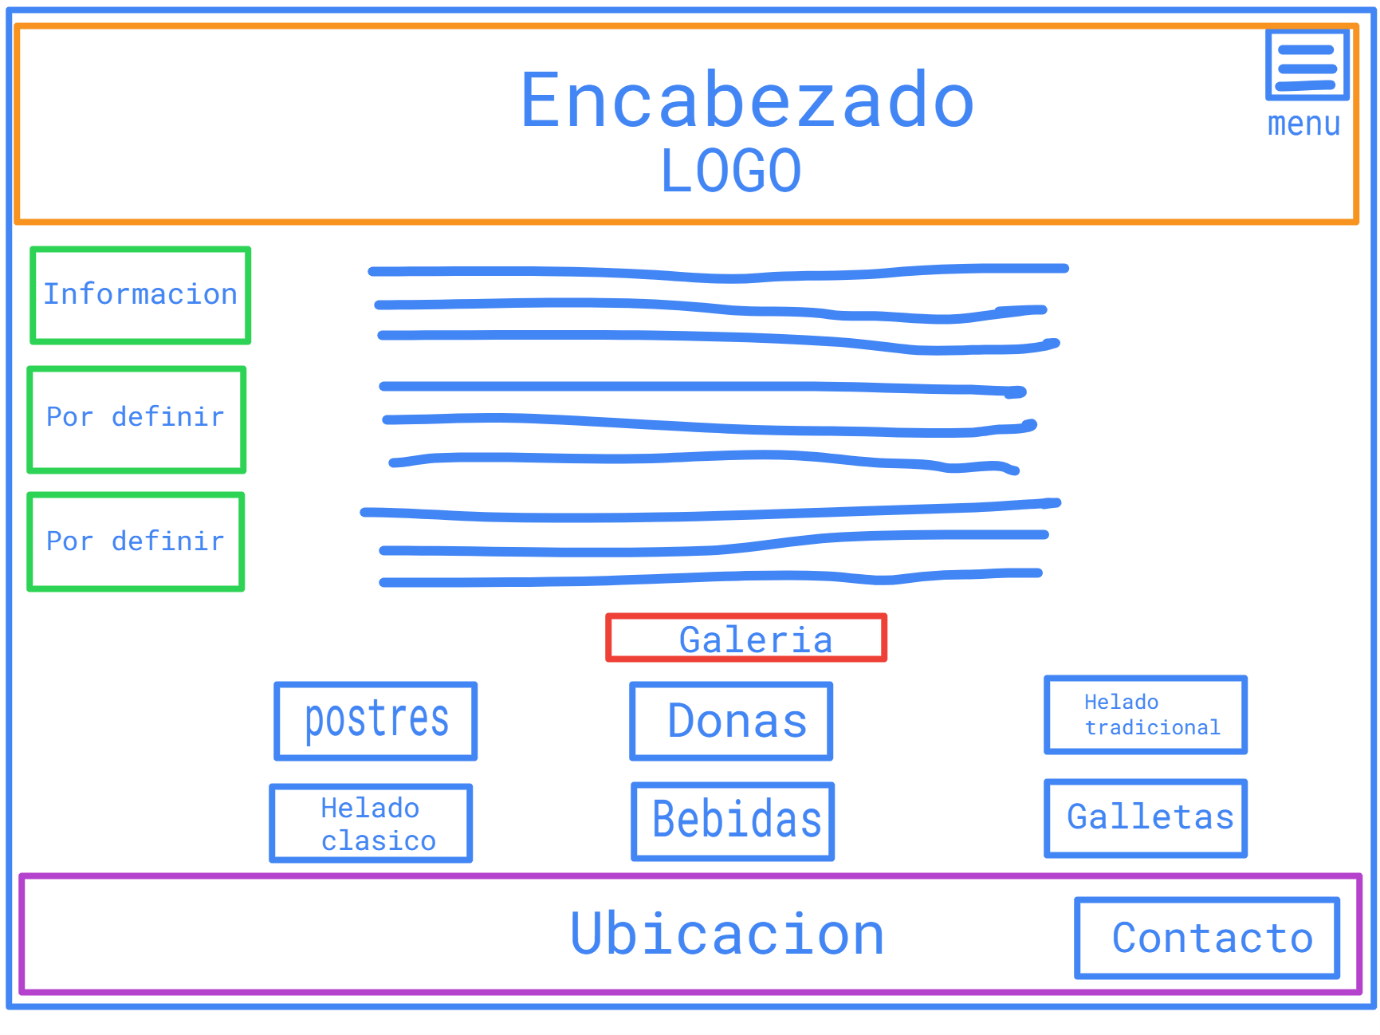 Encabezado
LOGO
menu
Informacion
Por definir
Por definir
Galeria
postres
Donas
Helado
tradicional
Helado
clasico
Bebidas
Galletas
Ubicacion
Contacto